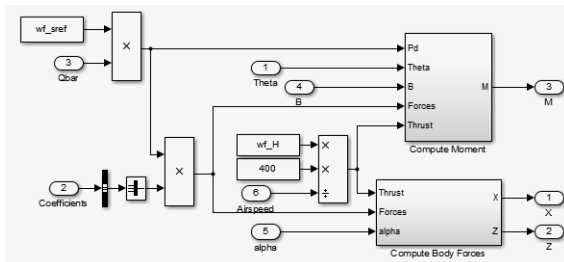 wf_sref
×
3
Qbar
Pd
1
Theta
Theta
4
B
B
M
3
M
Forces
Thrust
Compute Moment
×
wf_H
×
400
×
÷
2
Coefficients
6
Airspeed
Thrust
X
1
X
Forces
5
alpha
alpha
Z
2
Z
Compute Body Forces